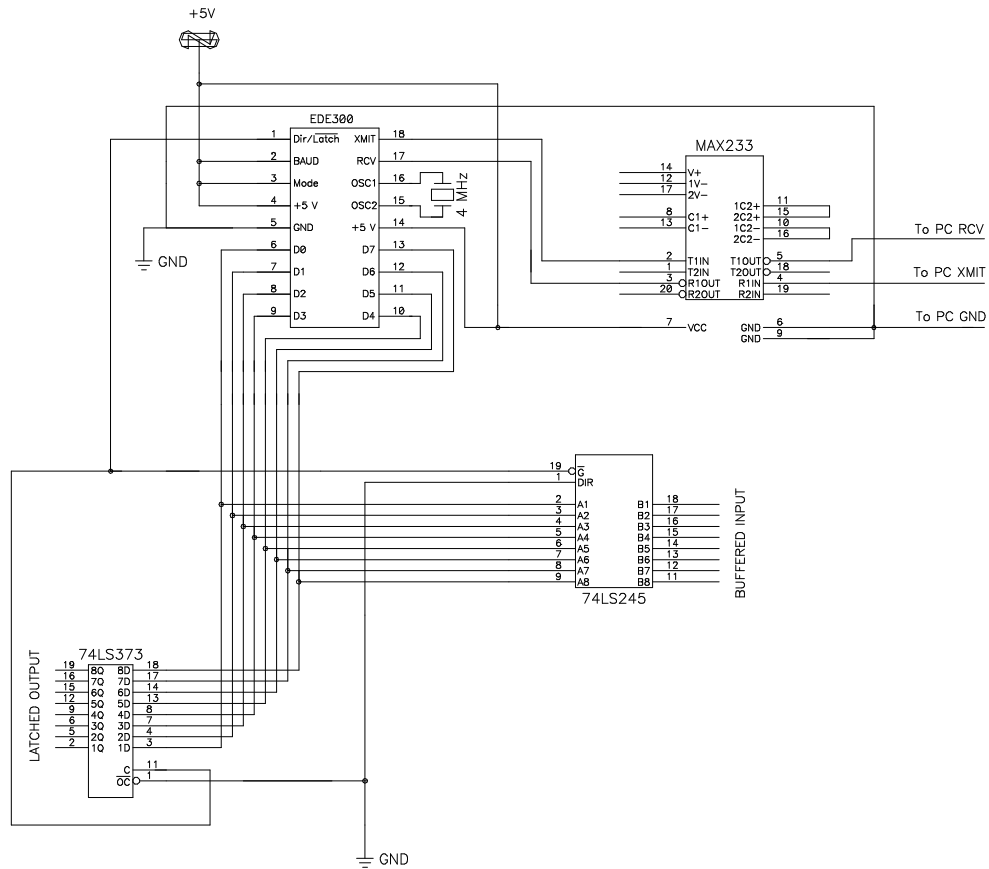 +5V
EDE300
1 Dir/Latch XMIT 18
2 BAUD RCV 17
3 Mode OSC1 16
4 +5 V OSC2 15
5 GND +5 V 14
6 D0 D7 13
7 D1 D6 12
8 D2 D5 11
9 D3 D4 10
4 MHz
GND
MAX233
14 V+
12 1V-
17 2V-
8 C1+
13 C1-
1C2+ 11
2C2+ 15
1C2- 10
2C2- 16
2 T1IN T1OUT 5
1 T2IN T2OUT 18
3 R1OUT R1IN 4
20 R2OUT R2IN 19
7 VCC GND 6
GND 9
To PC RCV
To PC XMIT
To PC GND
19 G
1 DIR
2 A1 B1 18
3 A2 B2 17
4 A3 B3 16
5 A4 B4 15
6 A5 B5 14
7 A6 B6 13
8 A7 B7 12
9 A8 B8 11
74LS245
BUFFERED INPUT
74LS373
LATCHED OUTPUT
19 8Q 8D 18
16 7Q 7D 17
15 6Q 6D 14
12 5Q 5D 13
9 4Q 4D 8
6 3Q 3D 7
5 2Q 2D 4
2 1Q 1D 3
C 11
OC 1
GND